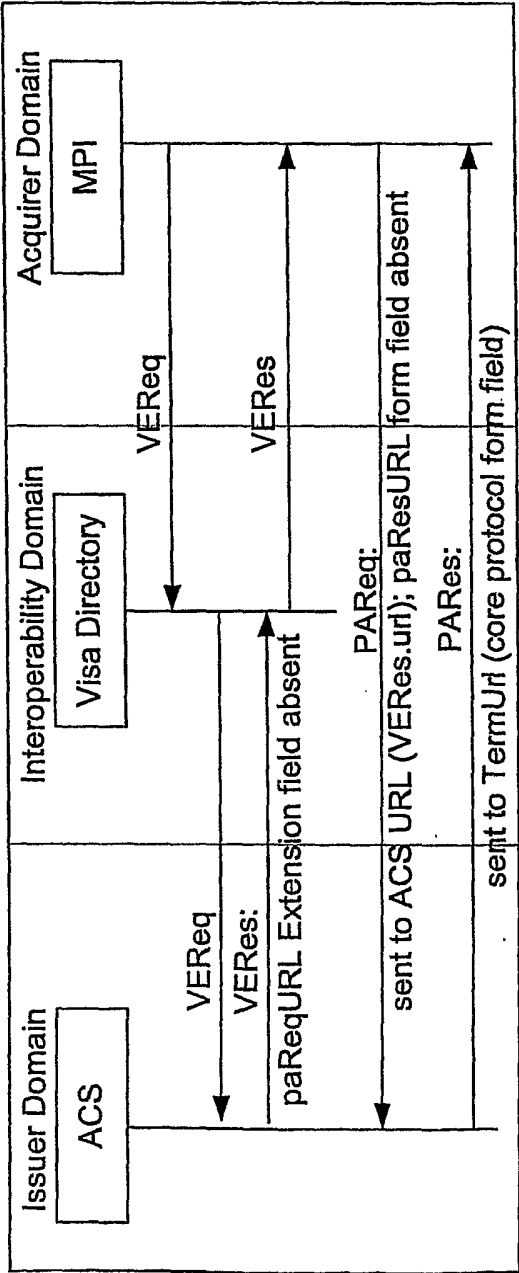 Issuer Domain
Interoperability Domain
Acquirer Domain
ACS
Visa Directory
MPI
VEReq
VEReq
VERes:
paReqURL Extension field absent
VERes
PAReq:
sent to ACS URL (VERes.url); paResURL form field absent
PARes:
sent to TermUrl (core protocol form field)